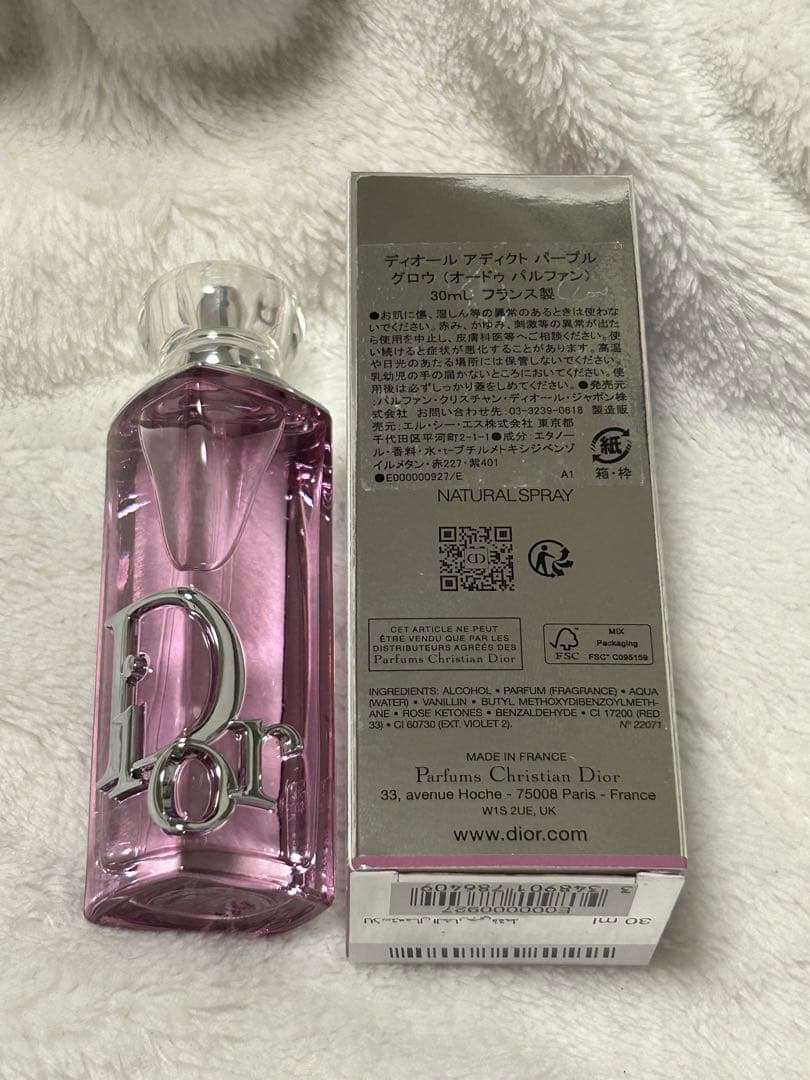 Dior
ディオール アディクト パープル
グロウ (オードゥ パルファン)
30mL フランス製
●お肌に傷、湿しん等の異常のあるときは使わな
いでください。赤み、かゆみ、刺激等の異常が出た
ら使用を中止し、皮膚科医等へご相談ください。使
い続けると症状が悪化することがあります。高温
や日光のあたる場所には保管しないでください。
乳幼児の手の届かないところにおいてください。使
用後は必ずしっかり蓋をしめてください。●発売元
:パルファン・クリスチャン・ディオール・ジャポン株
式会社 お問い合わせ先:03-3239-0618 製造販
売元:エル・シー・エス株式会社 東京都
千代田区平河町2-1-1●成分:エタノー
ル・香料・水・t-ブチルメトキシジベンゾ
イルメタン・赤227・紫401
●E00000927/E A1
紙
箱・枠
NATURAL SPRAY
CD
CET ARTICLE NE PEUT
ÊTRE VENDU QUE PAR LES
DISTRIBUTEURS AGRÉÉS DES
Parfums Christian Dior
FSC
MIX
Packaging
FSC™ C095159
INGREDIENTS: ALCOHOL • PARFUM (FRAGRANCE) • AQUA
(WATER) • VANILLIN • BUTYL METHOXYDIBENZOYLMETH-
ANE • ROSE KETONES • BENZALDEHYDE • CI 17200 (RED
33) • CI 60730 (EXT. VIOLET 2). N° 22071
MADE IN FRANCE
Parfums Christian Dior
33, avenue Hoche - 75008 Paris - France
W1S 2UE, UK
www.dior.com
3 348901 786409
E00000927
30 ml